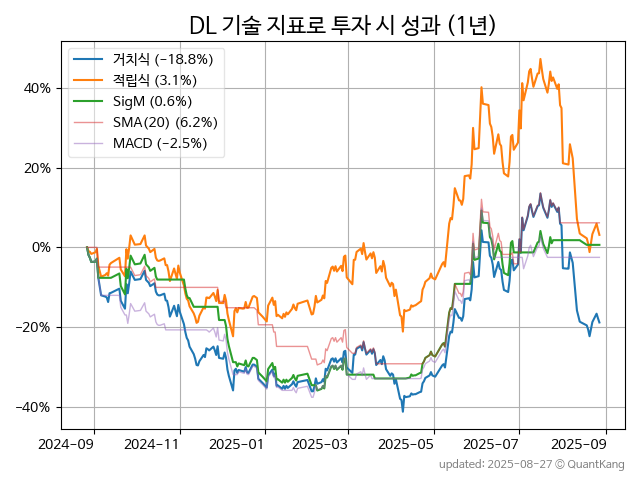 DL 기술 지표로 투자 시 성과 (1년)
거치식 (−18.8%)
적립식 (3.1%)
SigM (0.6%)
SMA(20) (6.2%)
MACD (−2.5%)
40%
20%
0%
−20%
−40%
2024-09 2024-11 2025-01 2025-03 2025-05 2025-07 2025-09
updated: 2025-08-27 © QuantKang